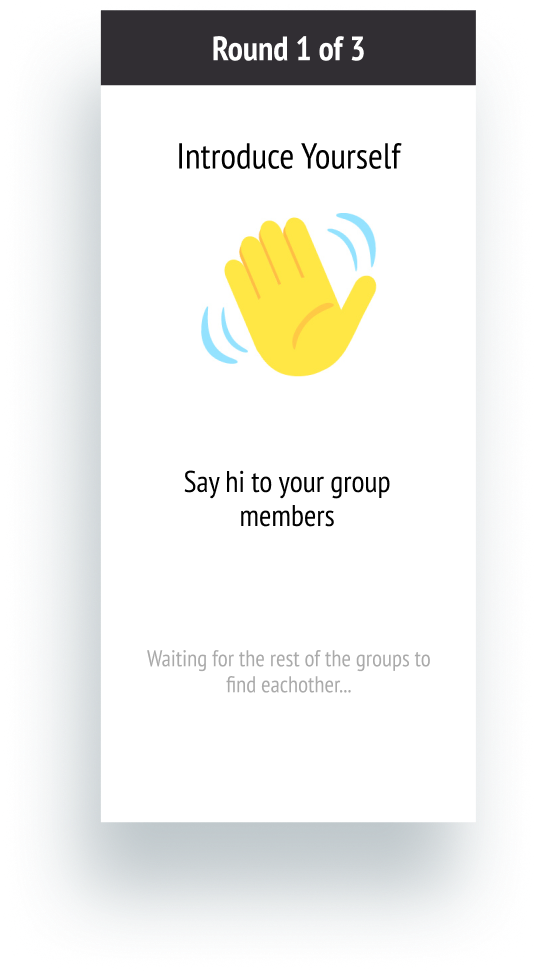 Round 1 of 3
Introduce Yourself
Say hi to your group
members
Waiting for the rest of the groups to
find eachother...